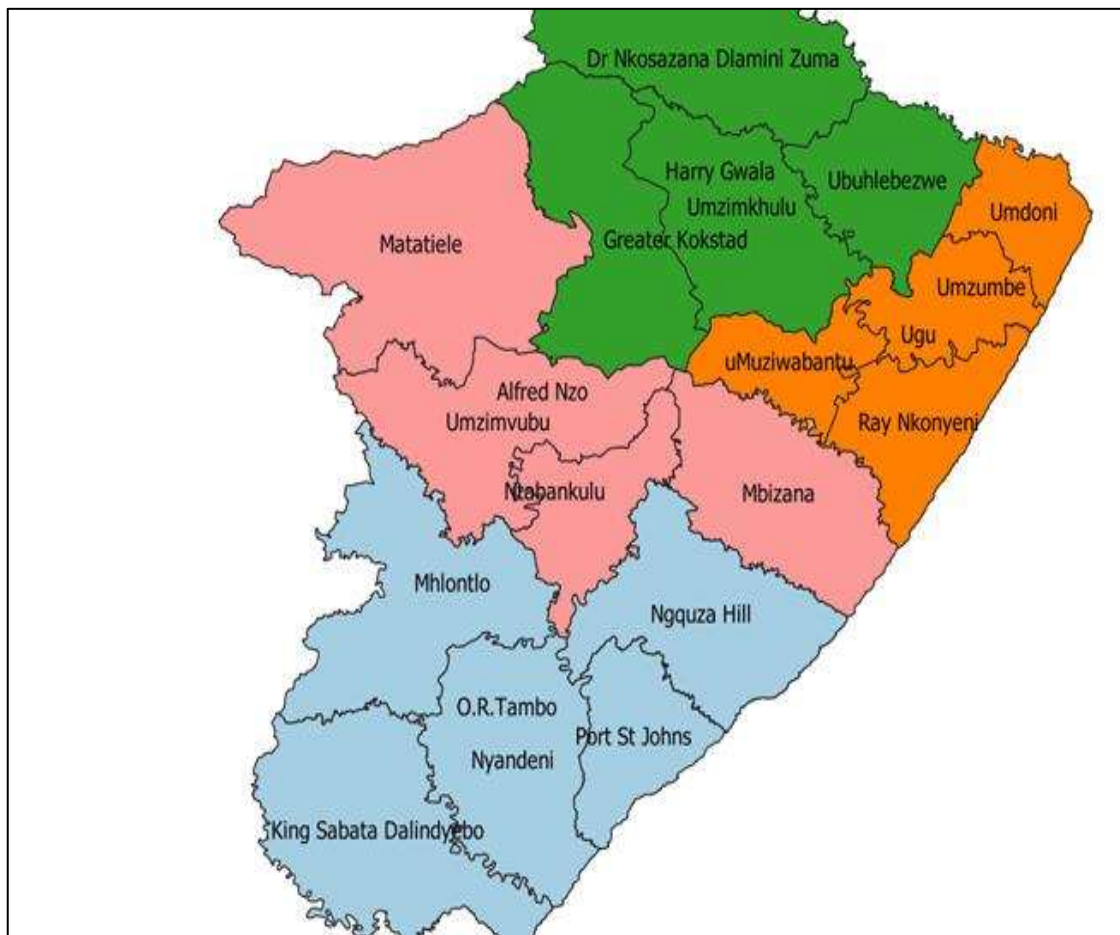 Dr Nkosazana Dlamini Zuma
Harry Gwala
Ubuhlebezwe
Umzimkhulu
Umdoni
Matatiele
Greater Kokstad
Umzumbe
Ugu
uMuziwabantu
Alfred Nzo
Umzimvubu
Ray Nkonyeni
Ntabankulu
Mbizana
Mhlontlo
Ngquza Hill
O.R.Tambo
Port St Johns
Nyandeni
King Sabata Dalindyebo